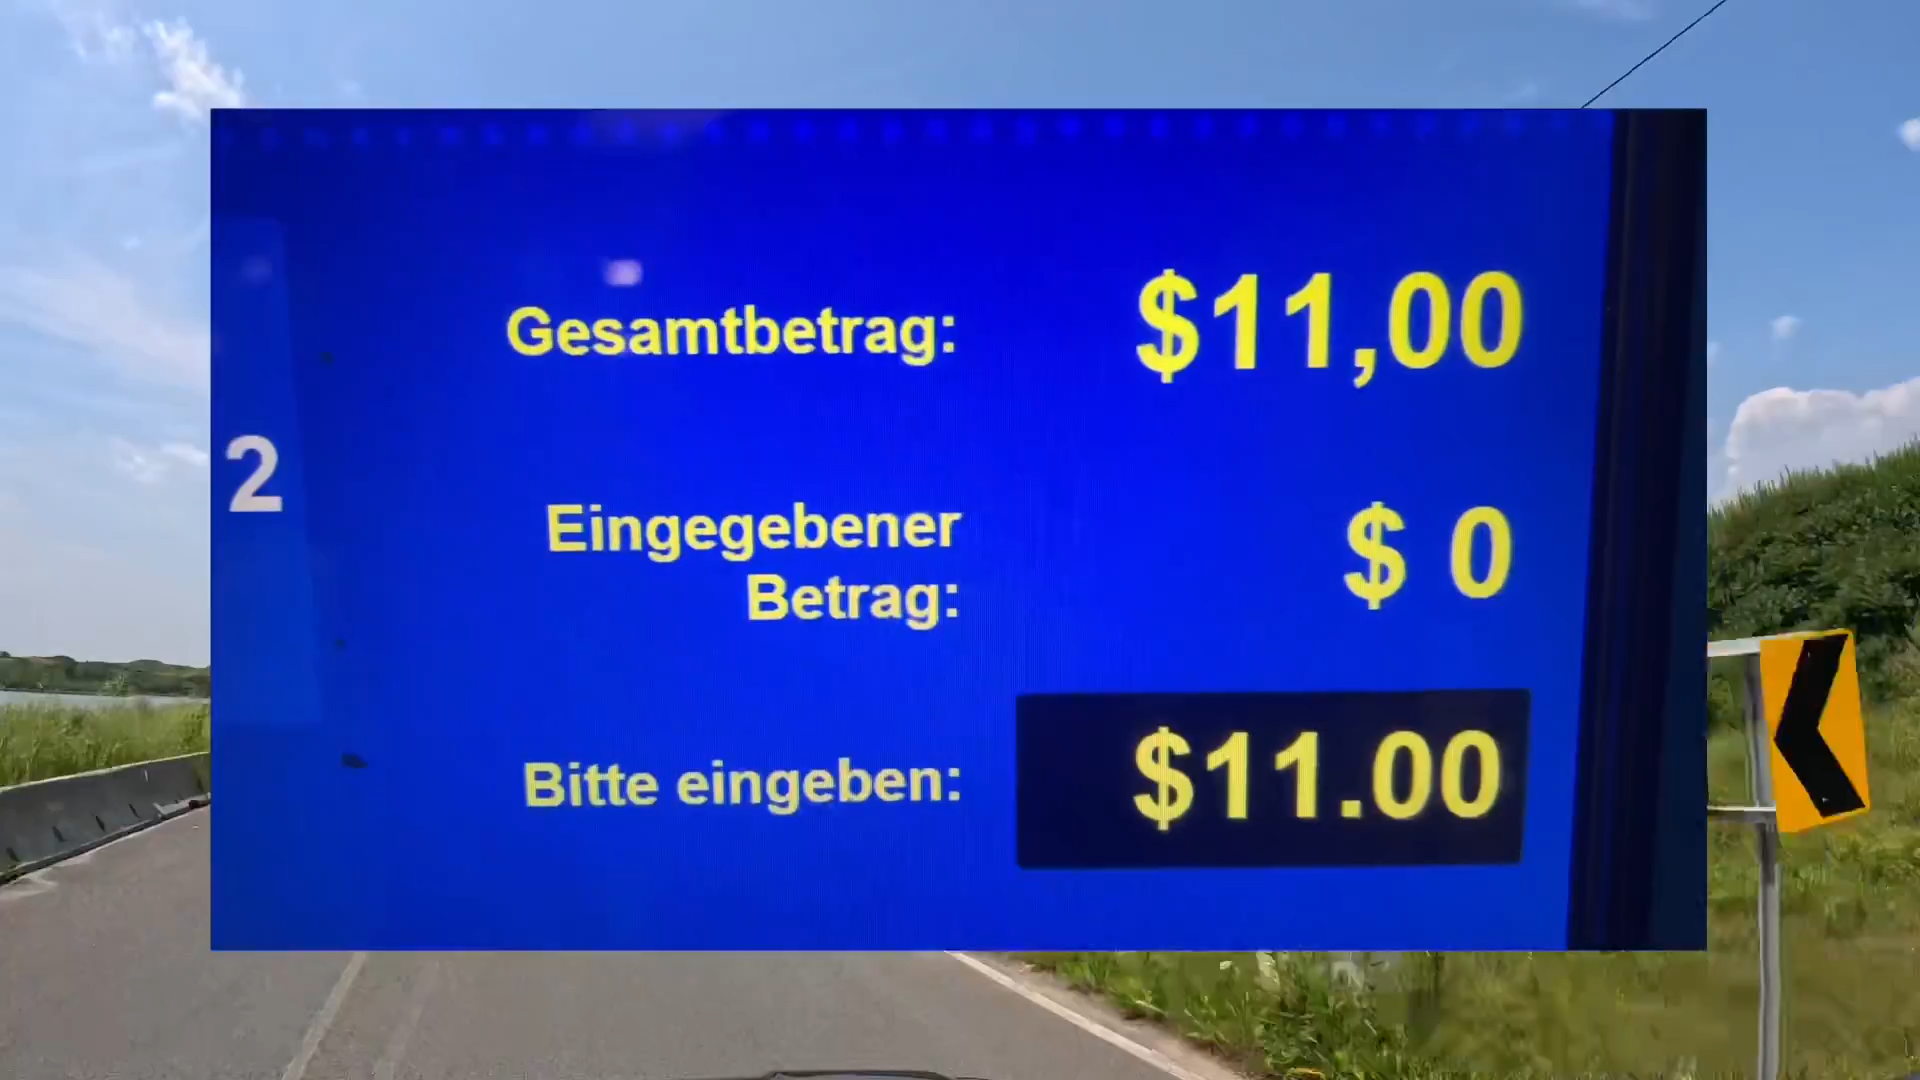 Gesamtbetrag: $11,00
2
Eingegebener
Betrag: $ 0
Bitte eingeben: $11.00